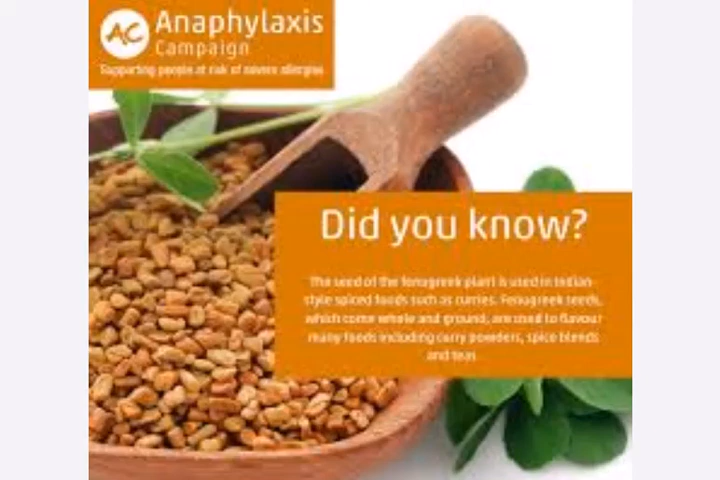 AC
Anaphylaxis
Campaign
Supporting people at risk of severe allergies
Did you know?
The seed of the fenugreek plant is used in Indian-
style spiced foods such as curries. Fenugreek seeds,
which come whole and ground, are used to flavour
many foods including curry powders, spice blends
and teas